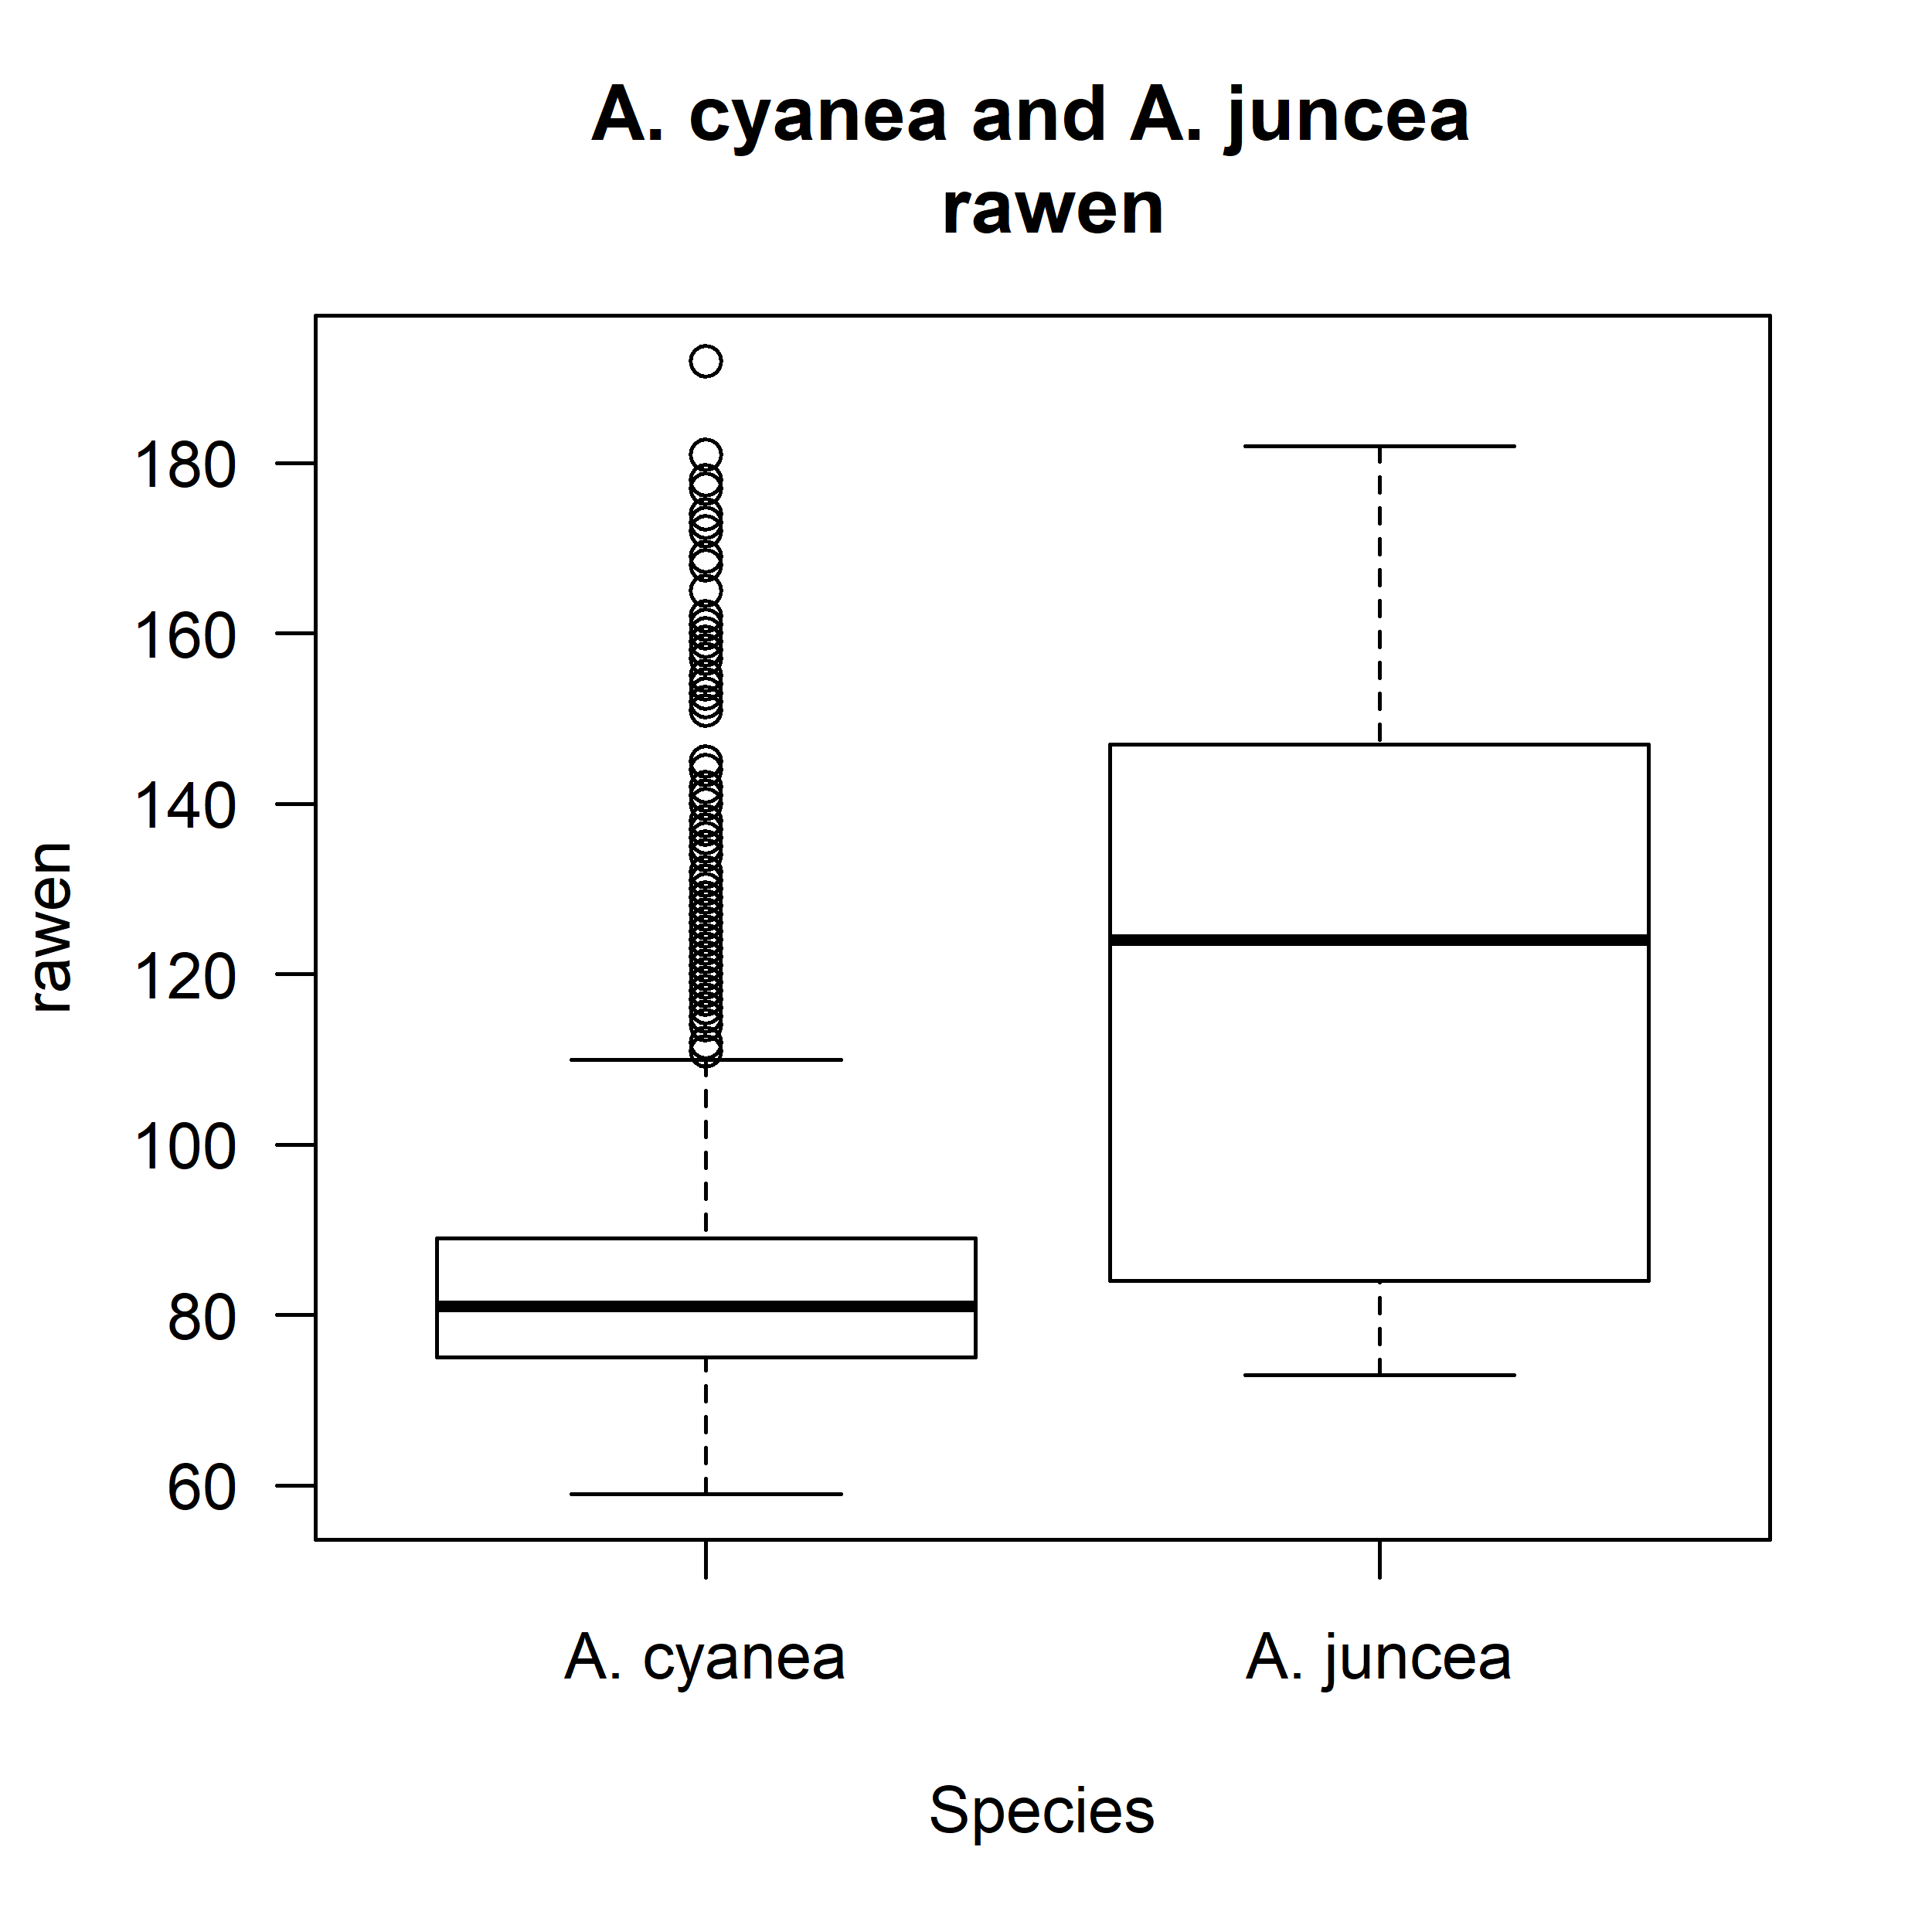 A. cyanea and A. juncea
rawen
180
160
140
120
100
80
60
rawen
A. cyanea
A. juncea
Species